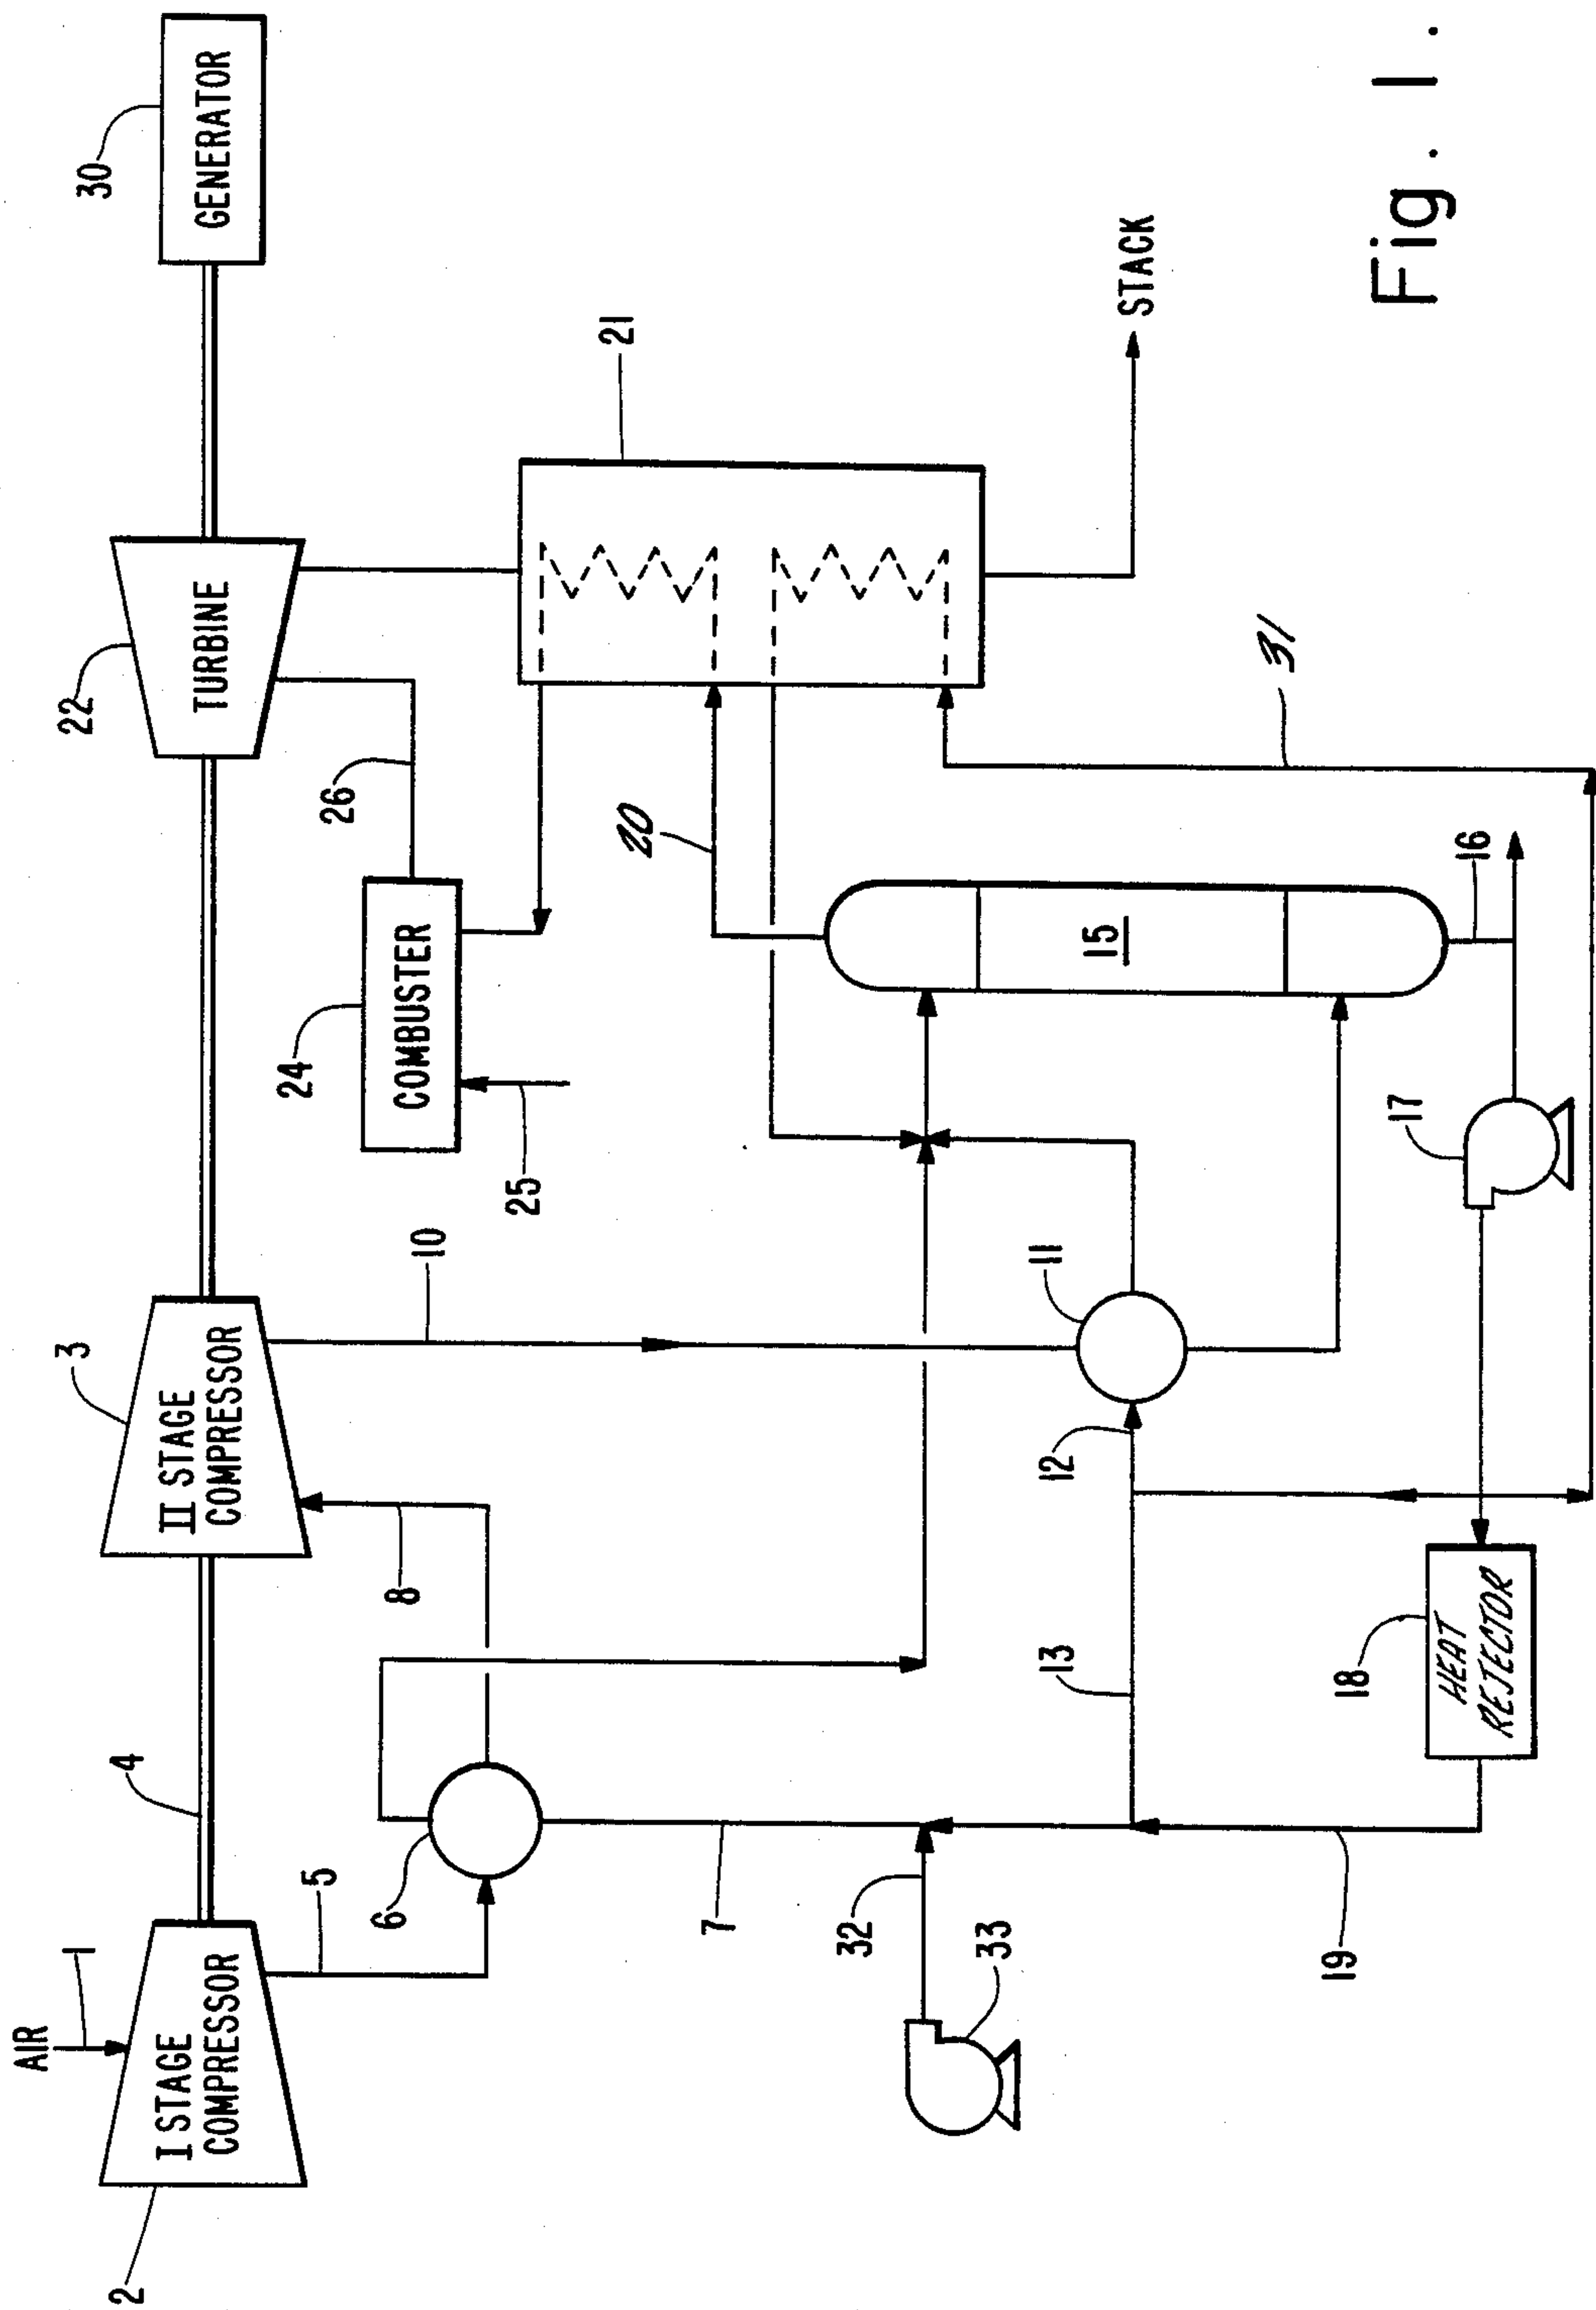 AIR
1
I STAGE
COMPRESSOR
2
4
5
6
7
8
3
II STAGE
COMPRESSOR
10
11
12
13
32
33
19
18
HEAT
REJECTOR
17
16
15
20
31
21
STACK
25
24
COMBUSTER
26
22
TURBINE
30
GENERATOR
Fig. 1.